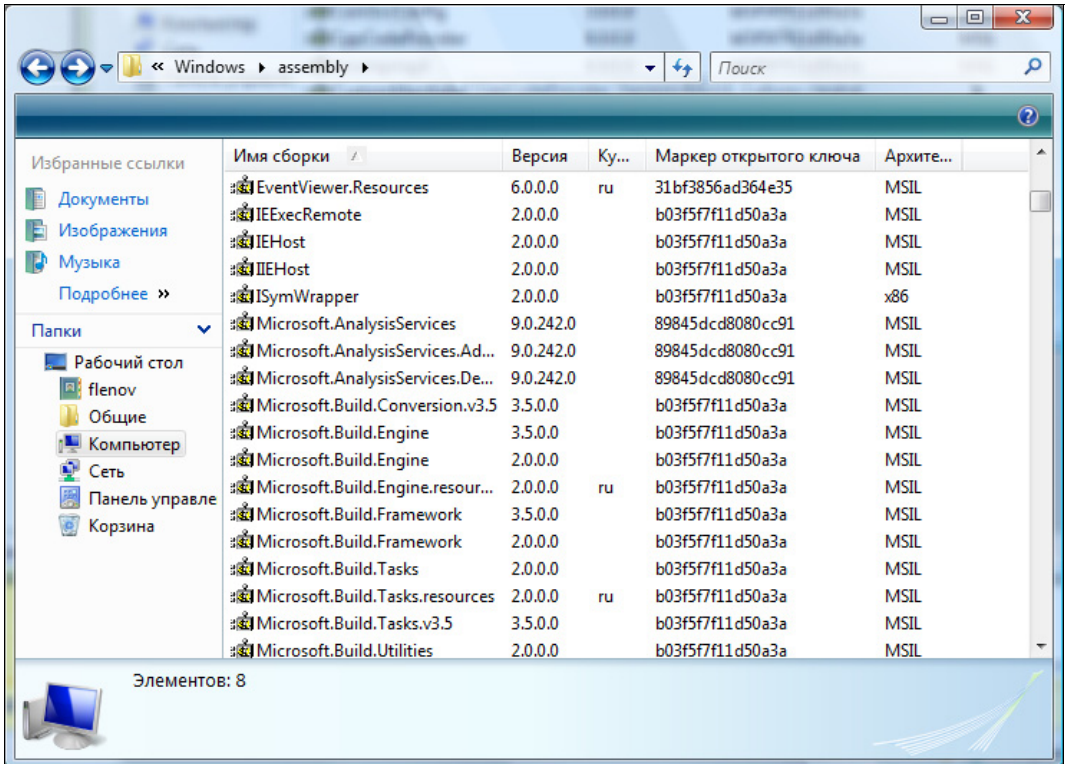 « Windows assembly
Поиск
Избранные ссылки
Документы
Изображения
Музыка
Подробнее »
Папки
Рабочий стол
flenov
Общие
Компьютер
Сеть
Панель управле
Корзина
Имя сборки Версия Ку... Маркер открытого ключа Архите...
EventViewer.Resources 6.0.0.0 ru 31bf3856ad364e35 MSIL
IEExecRemote 2.0.0.0 b03f5f7f11d50a3a MSIL
IEHost 2.0.0.0 b03f5f7f11d50a3a MSIL
IIEHost 2.0.0.0 b03f5f7f11d50a3a MSIL
ISymWrapper 2.0.0.0 b03f5f7f11d50a3a x86
Microsoft.AnalysisServices 9.0.242.0 89845dcd8080cc91 MSIL
Microsoft.AnalysisServices.Ad... 9.0.242.0 89845dcd8080cc91 MSIL
Microsoft.AnalysisServices.De... 9.0.242.0 89845dcd8080cc91 MSIL
Microsoft.Build.Conversion.v3.5 3.5.0.0 b03f5f7f11d50a3a MSIL
Microsoft.Build.Engine 3.5.0.0 b03f5f7f11d50a3a MSIL
Microsoft.Build.Engine 2.0.0.0 b03f5f7f11d50a3a MSIL
Microsoft.Build.Engine.resour... 2.0.0.0 ru b03f5f7f11d50a3a MSIL
Microsoft.Build.Framework 3.5.0.0 b03f5f7f11d50a3a MSIL
Microsoft.Build.Framework 2.0.0.0 b03f5f7f11d50a3a MSIL
Microsoft.Build.Tasks 2.0.0.0 b03f5f7f11d50a3a MSIL
Microsoft.Build.Tasks.resources 2.0.0.0 ru b03f5f7f11d50a3a MSIL
Microsoft.Build.Tasks.v3.5 3.5.0.0 b03f5f7f11d50a3a MSIL
Microsoft.Build.Utilities 2.0.0.0 b03f5f7f11d50a3a MSIL
Элементов: 8